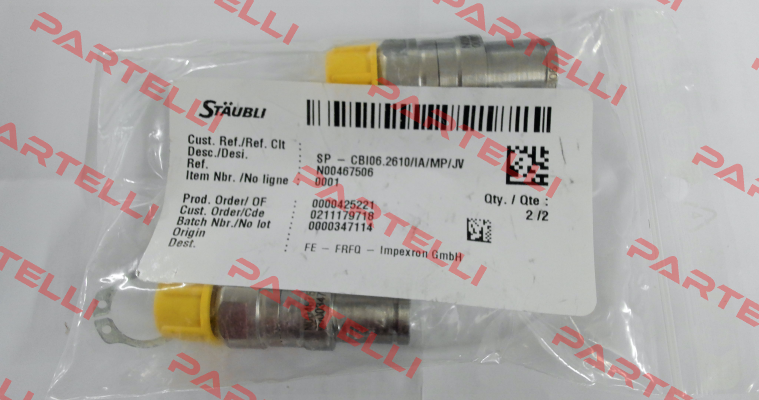 STÄUBLI
Cust. Ref./Ref. Clt :
Desc./Desi. : SP - CBI06.2610/IA/MP/JV
Ref. : N00467506
Item Nbr. /No ligne : 0001
Qty. / Qte :
2 /2
Prod. Order/ OF : 0000425221
Cust. Order/Cde : 0211179718
Batch Nbr./No lot : 0000347114
Origin
Dest. : FE - FRFQ - Impexron GmbH
PARTELLI
PARTELLI
PARTELLI
PARTELLI
PARTELLI
PARTELLI
PARTELLI
PARTELLI